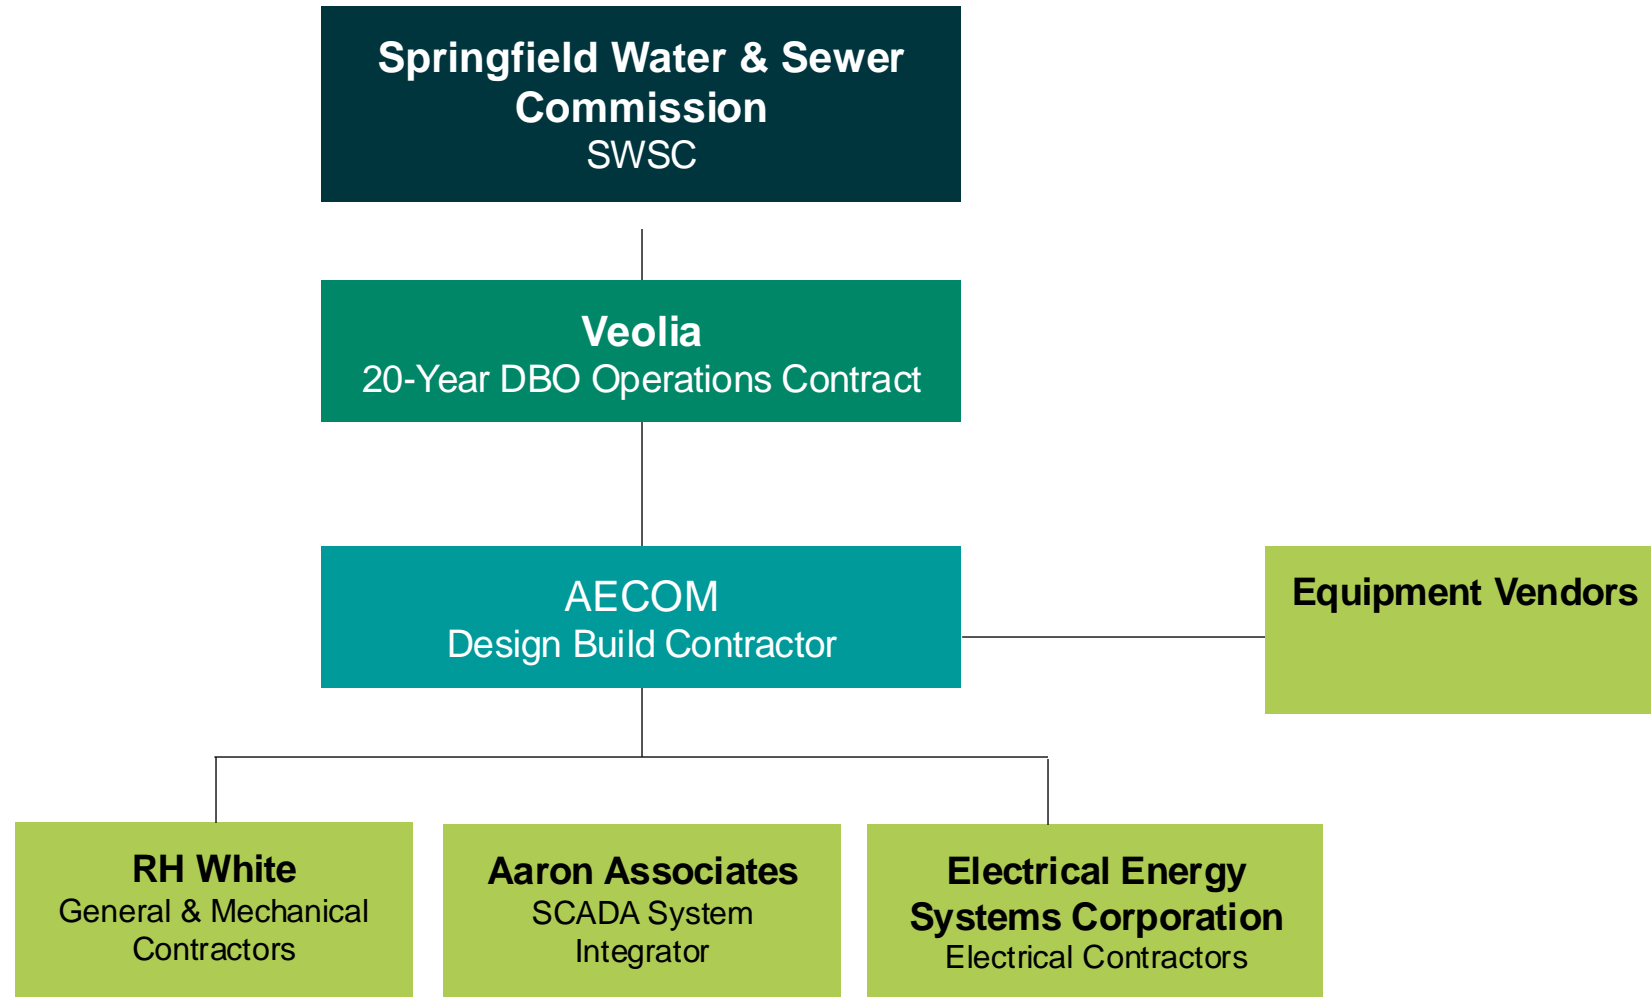 Springfield Water & Sewer
Commission
SWSC
Veolia
20-Year DBO Operations Contract
AECOM
Design Build Contractor
Equipment Vendors
RH White
General & Mechanical
Contractors
Aaron Associates
SCADA System
Integrator
Electrical Energy
Systems Corporation
Electrical Contractors